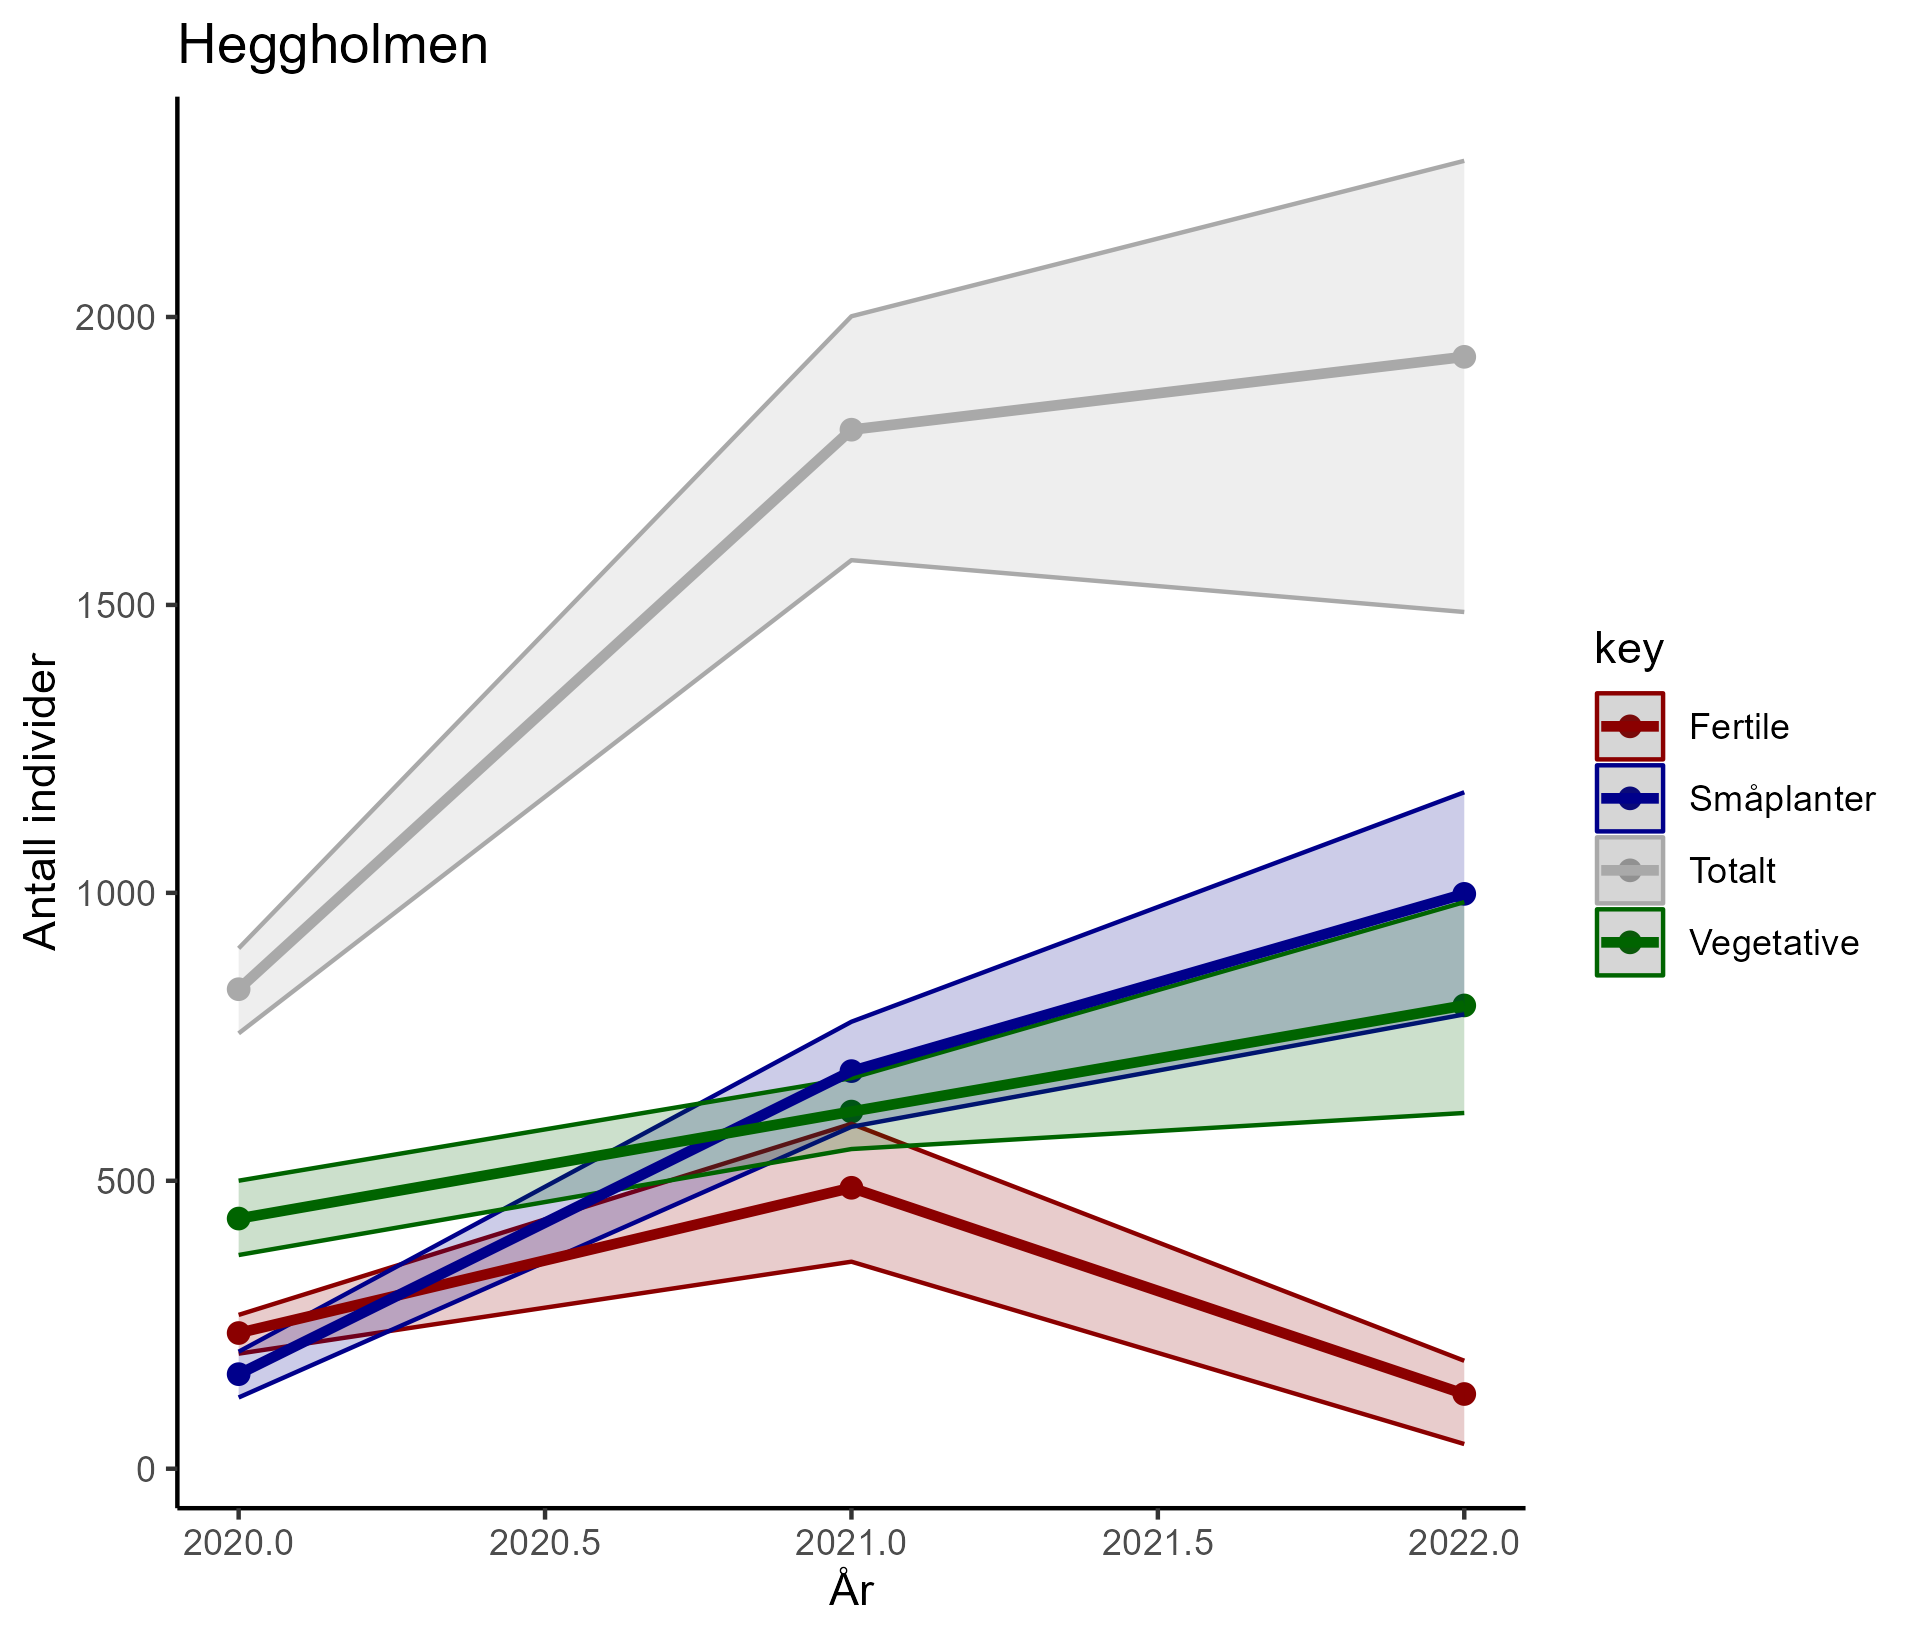 Heggholmen
Antall individer
2000
1500
1000
500
0
2020.0 2020.5 2021.0 2021.5 2022.0
År
key
Fertile
Småplanter
Totalt
Vegetative